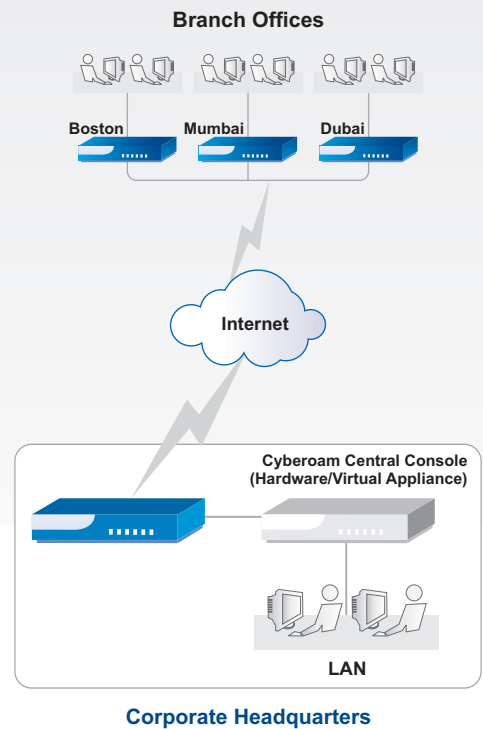 Branch Offices
Boston
Mumbai
Dubai
Internet
Cyberoam Central Console
(Hardware/Virtual Appliance)
LAN
Corporate Headquarters